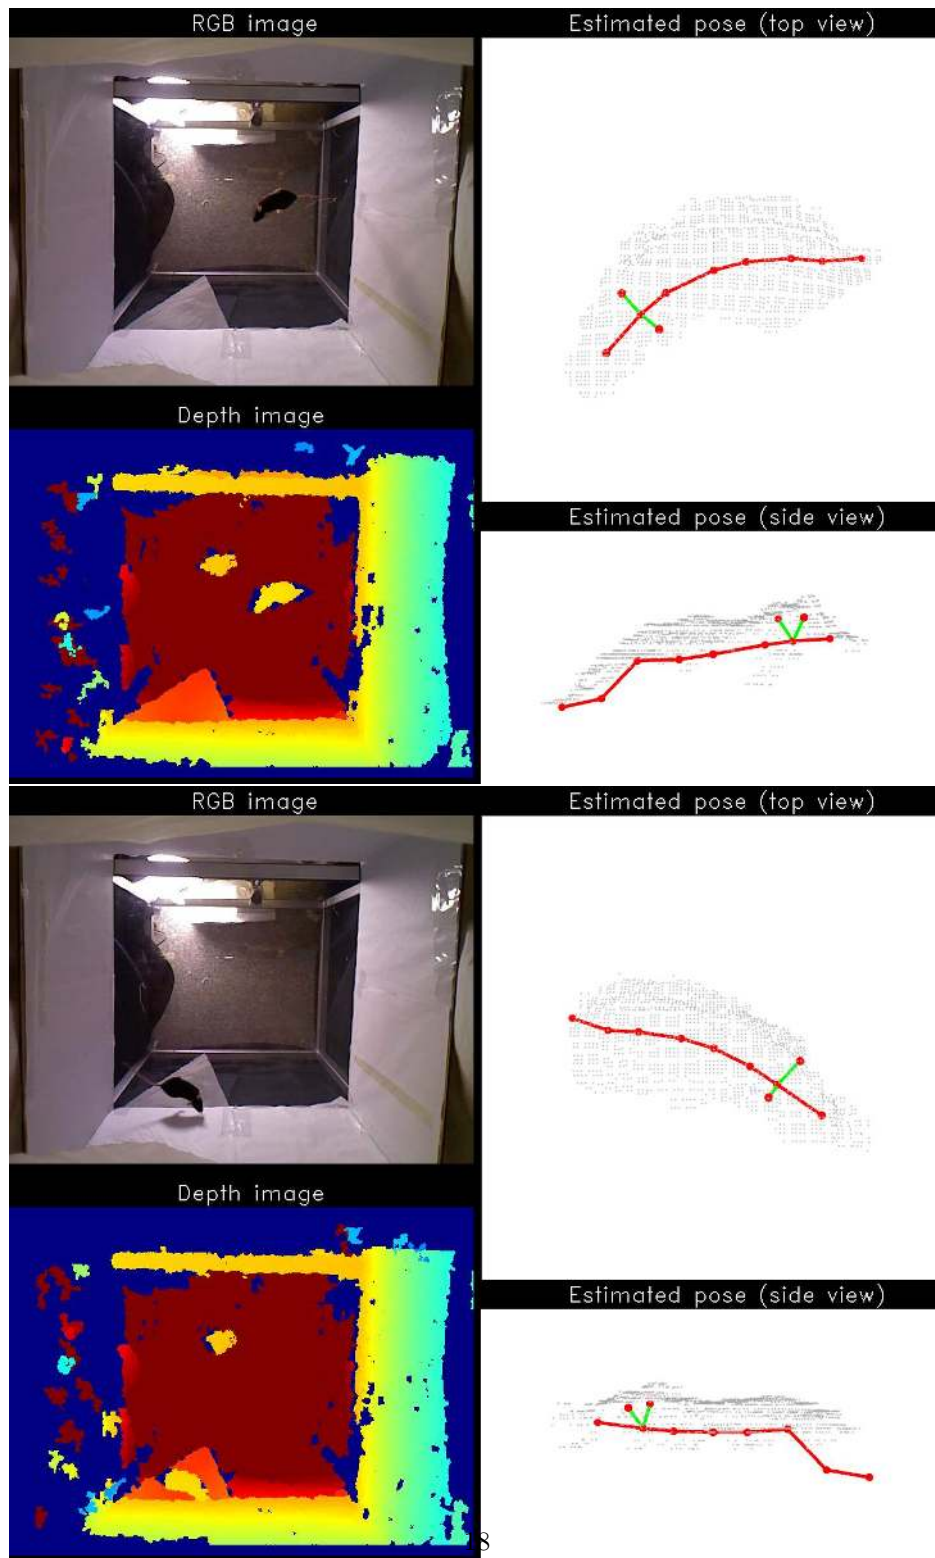 RGB image
Estimated pose (top view)
Depth image
Estimated pose (side view)
RGB image
Estimated pose (top view)
Depth image
Estimated pose (side view)
8